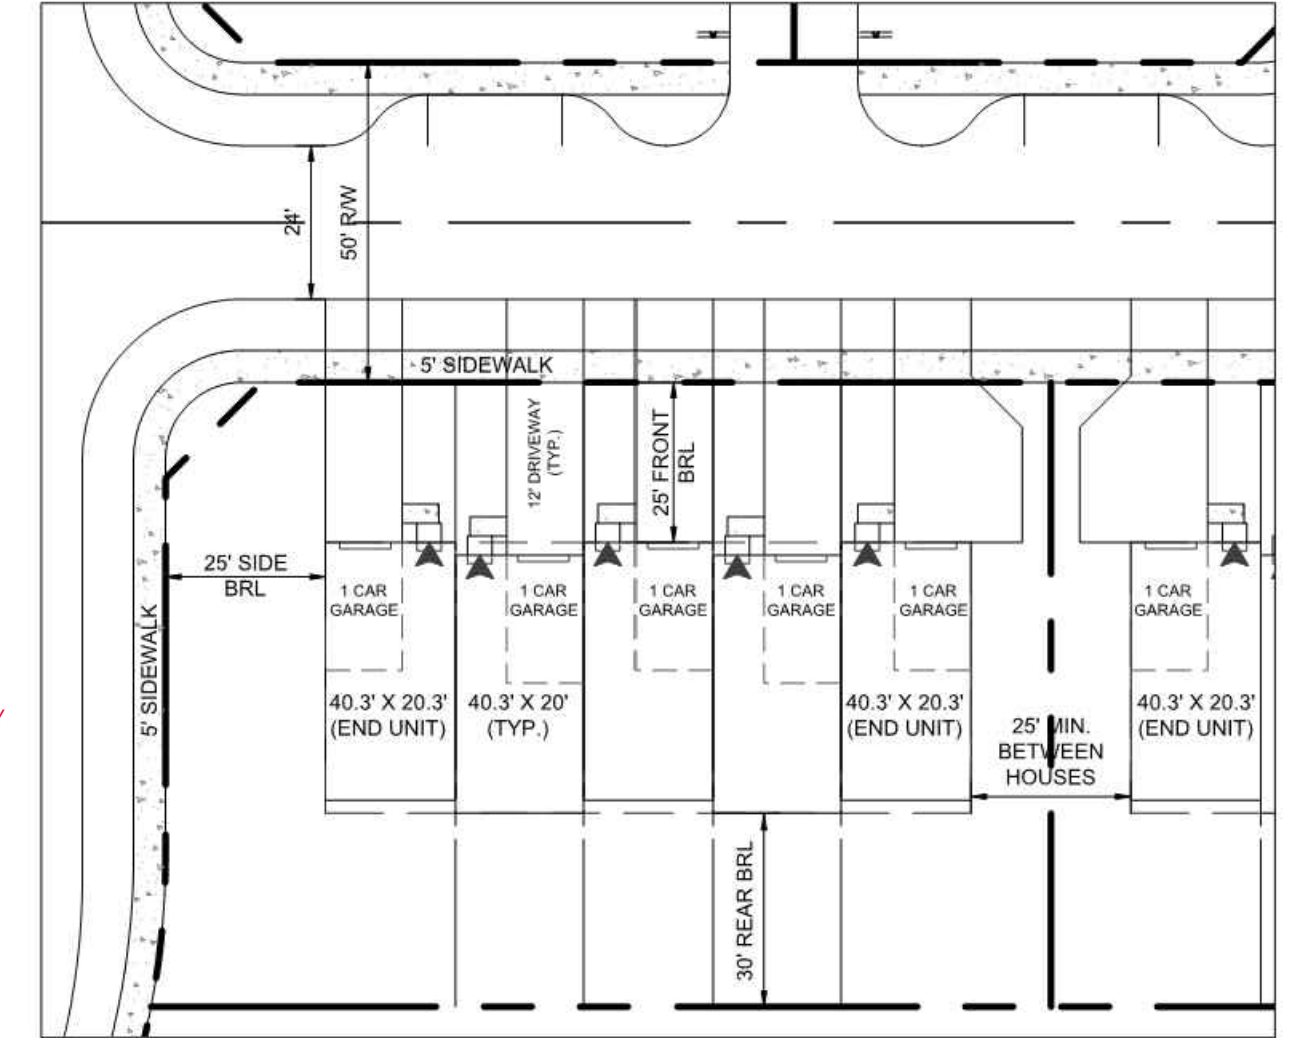 24'
50' R/W
5' SIDEWALK
12' DRIVEWAY
(TYP.)
25' FRONT
BRL
25' SIDE
BRL
5' SIDEWALK
1 CAR
GARAGE
1 CAR
GARAGE
1 CAR
GARAGE
1 CAR
GARAGE
1 CAR
GARAGE
1 CAR
GARAGE
40.3' X 20.3'
(END UNIT)
40.3' X 20'
(TYP.)
40.3' X 20.3'
(END UNIT)
40.3' X 20.3'
(END UNIT)
25' MIN.
BETWEEN
HOUSES
30' REAR BRL